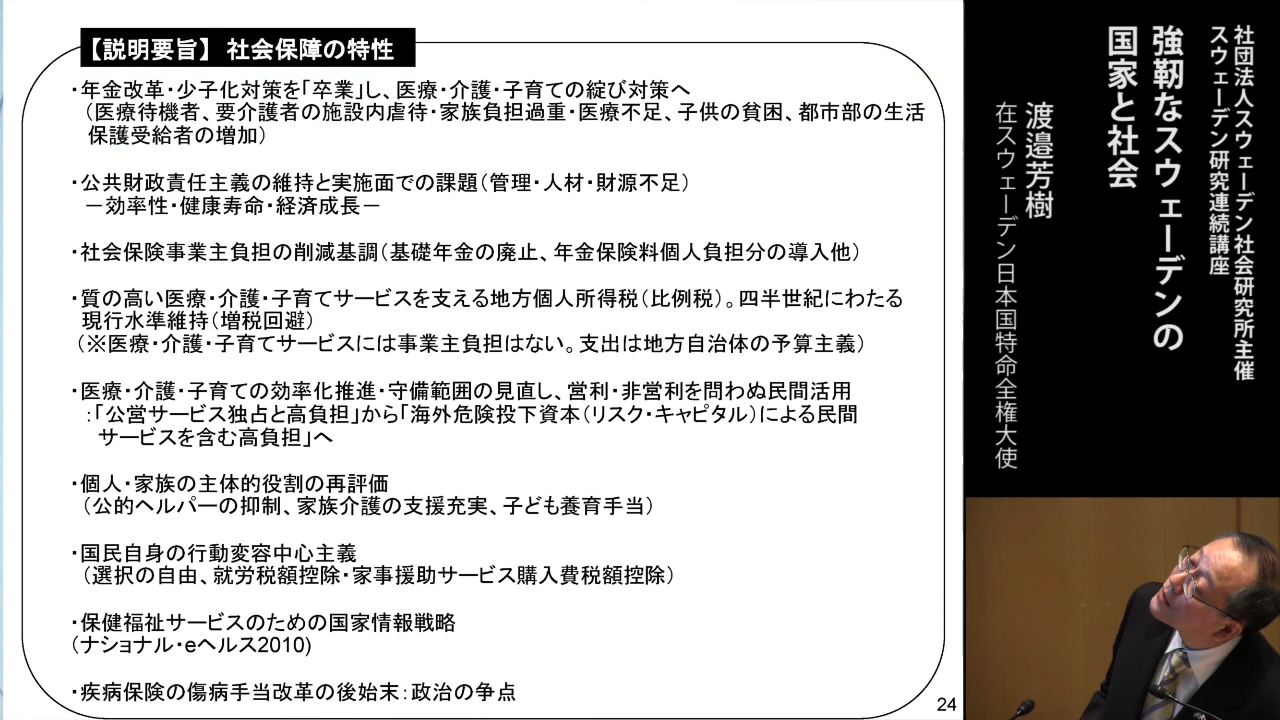 【説明要旨】 社会保障の特性
・年金改革・少子化対策を「卒業」し、医療・介護・子育ての綻び対策へ
（医療待機者、要介護者の施設内虐待・家族負担過重・医療不足、子供の貧困、都市部の生活
保護受給者の増加）
・公共財政責任主義の維持と実施面での課題（管理・人材・財源不足）
－効率性・健康寿命・経済成長－
・社会保険事業主負担の削減基調（基礎年金の廃止、年金保険料個人負担分の導入他）
・質の高い医療・介護・子育てサービスを支える地方個人所得税（比例税）。四半世紀にわたる
現行水準維持（増税回避）
（※医療・介護・子育てサービスには事業主負担はない。支出は地方自治体の予算主義）
・医療・介護・子育ての効率化推進・守備範囲の見直し、営利・非営利を問わぬ民間活用
：「公営サービス独占と高負担」から「海外危険投下資本（リスク・キャピタル）による民間
サービスを含む高負担」へ
・個人・家族の主体的役割の再評価
（公的ヘルパーの抑制、家族介護の支援充実、子ども養育手当）
・国民自身の行動変容中心主義
（選択の自由、就労税額控除・家事援助サービス購入費税額控除）
・保健福祉サービスのための国家情報戦略
(ナショナル・eヘルス2010)
・疾病保険の傷病手当改革の後始末：政治の争点
24
社団法人スウェーデン社会研究所主催
スウェーデン研究連続講座
強靭なスウェーデンの
国家と社会
渡邉芳樹
在スウェーデン日本国特命全権大使